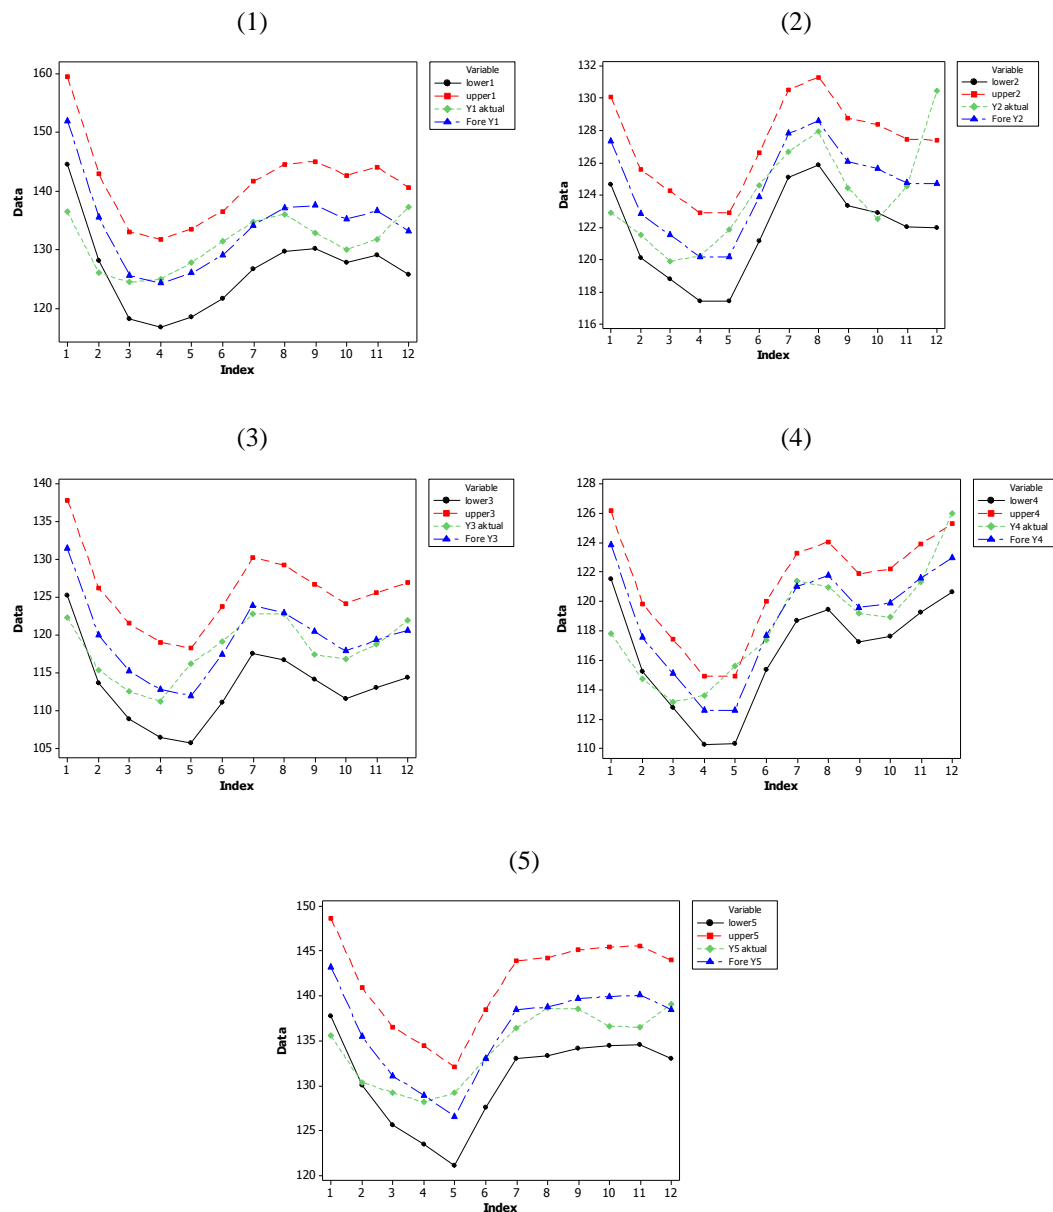 (1)
Variable
lower1
upper1
Y1 aktual
Fore Y1
Data
160
150
140
130
120
1 2 3 4 5 6 7 8 9 10 11 12
Index
(2)
Variable
lower2
upper2
Y2 aktual
Fore Y2
Data
132
130
128
126
124
122
120
118
116
1 2 3 4 5 6 7 8 9 10 11 12
Index
(3)
Variable
lower3
upper3
Y3 aktual
Fore Y3
Data
140
135
130
125
120
115
110
105
1 2 3 4 5 6 7 8 9 10 11 12
Index
(4)
Variable
lower4
upper4
Y4 aktual
Fore Y4
Data
128
126
124
122
120
118
116
114
112
110
1 2 3 4 5 6 7 8 9 10 11 12
Index
(5)
Variable
lower5
upper5
Y5 aktual
Fore Y5
Data
150
145
140
135
130
125
120
1 2 3 4 5 6 7 8 9 10 11 12
Index